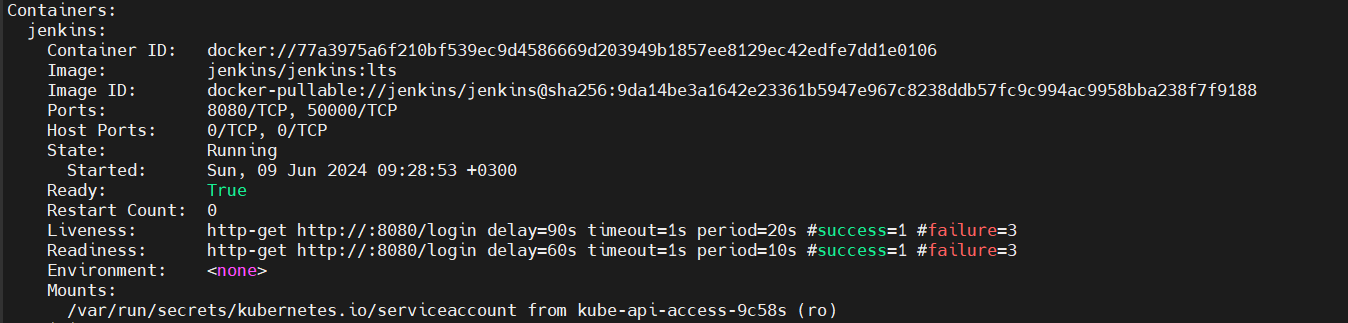 Containers:
  jenkins:
    Container ID:   docker://77a3975a6f210bf539ec9d4586669d203949b1857ee8129ec42edfe7dd1e0106
    Image:          jenkins/jenkins:lts
    Image ID:       docker-pullable://jenkins/jenkins@sha256:9da14be3a1642e23361b5947e967c8238ddb57fc9c994ac9958bba238f7f9188
    Ports:          8080/TCP, 50000/TCP
    Host Ports:     0/TCP, 0/TCP
    State:          Running
      Started:      Sun, 09 Jun 2024 09:28:53 +0300
    Ready:          True
    Restart Count:  0
    Liveness:       http-get http://:8080/login delay=90s timeout=1s period=20s #success=1 #failure=3
    Readiness:      http-get http://:8080/login delay=60s timeout=1s period=10s #success=1 #failure=3
    Environment:    <none>
    Mounts:
      /var/run/secrets/kubernetes.io/serviceaccount from kube-api-access-9c58s (ro)